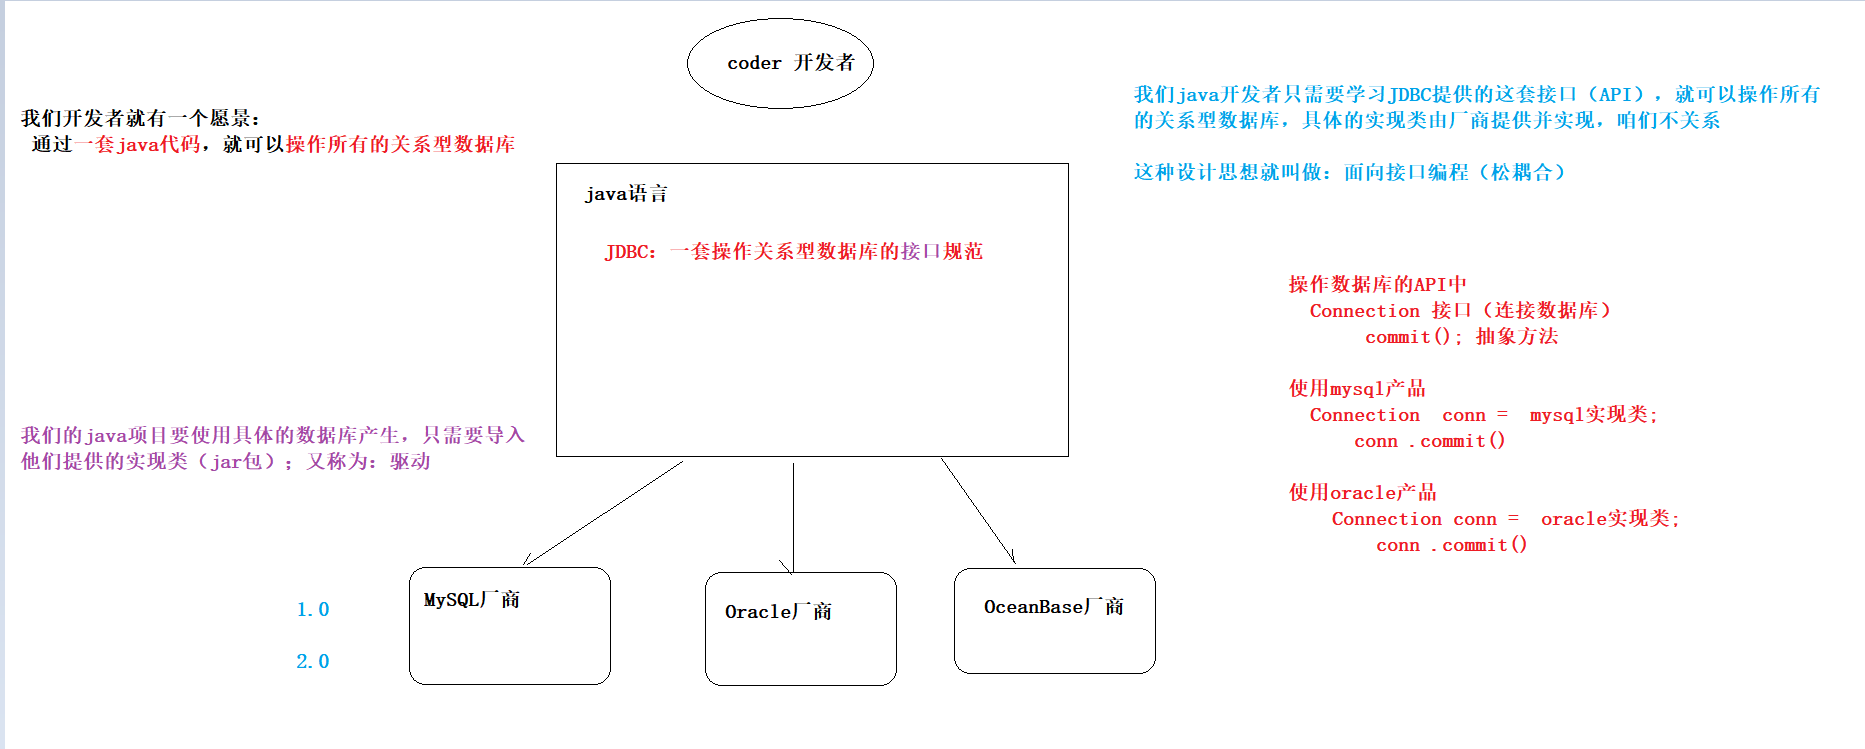 coder 开发者
我们开发者就有一个愿景：
通过一套java代码，就可以操作所有的关系型数据库
我们java开发者只需要学习JDBC提供的这套接口（API），就可以操作所有
的关系型数据库，具体的实现类由厂商提供并实现，咱们不关系
这种设计思想就叫做：面向接口编程（松耦合）
java语言
JDBC：一套操作关系型数据库的接口规范
操作数据库的API中
Connection 接口（连接数据库）
commit(); 抽象方法
使用mysql产品
Connection  conn =  mysql实现类;
conn .commit()
使用oracle产品
Connection conn =  oracle实现类;
conn .commit()
我们的java项目要使用具体的数据库产生，只需要导入
他们提供的实现类（jar包）；又称为：驱动
1.0
2.0
MySQL厂商
Oracle厂商
OceanBase厂商